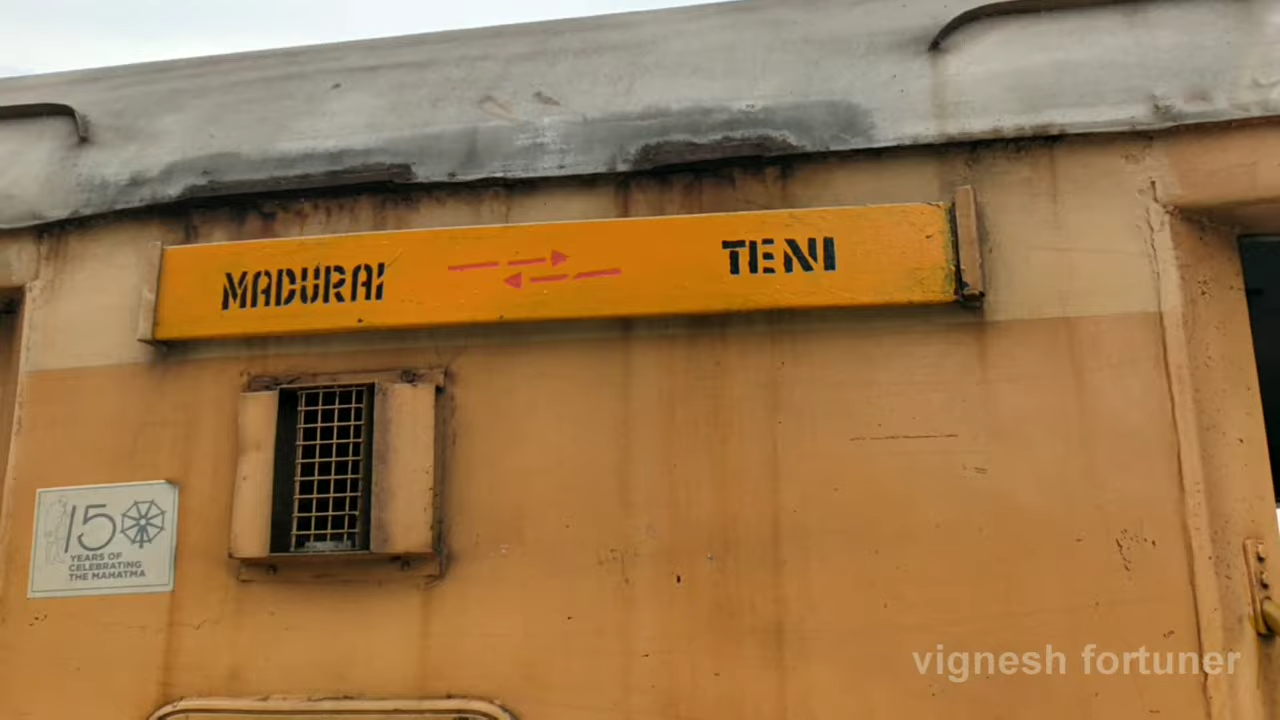 MADURAI TENI
150
YEARS OF
CELEBRATING
THE MAHATMA
vignesh fortuner